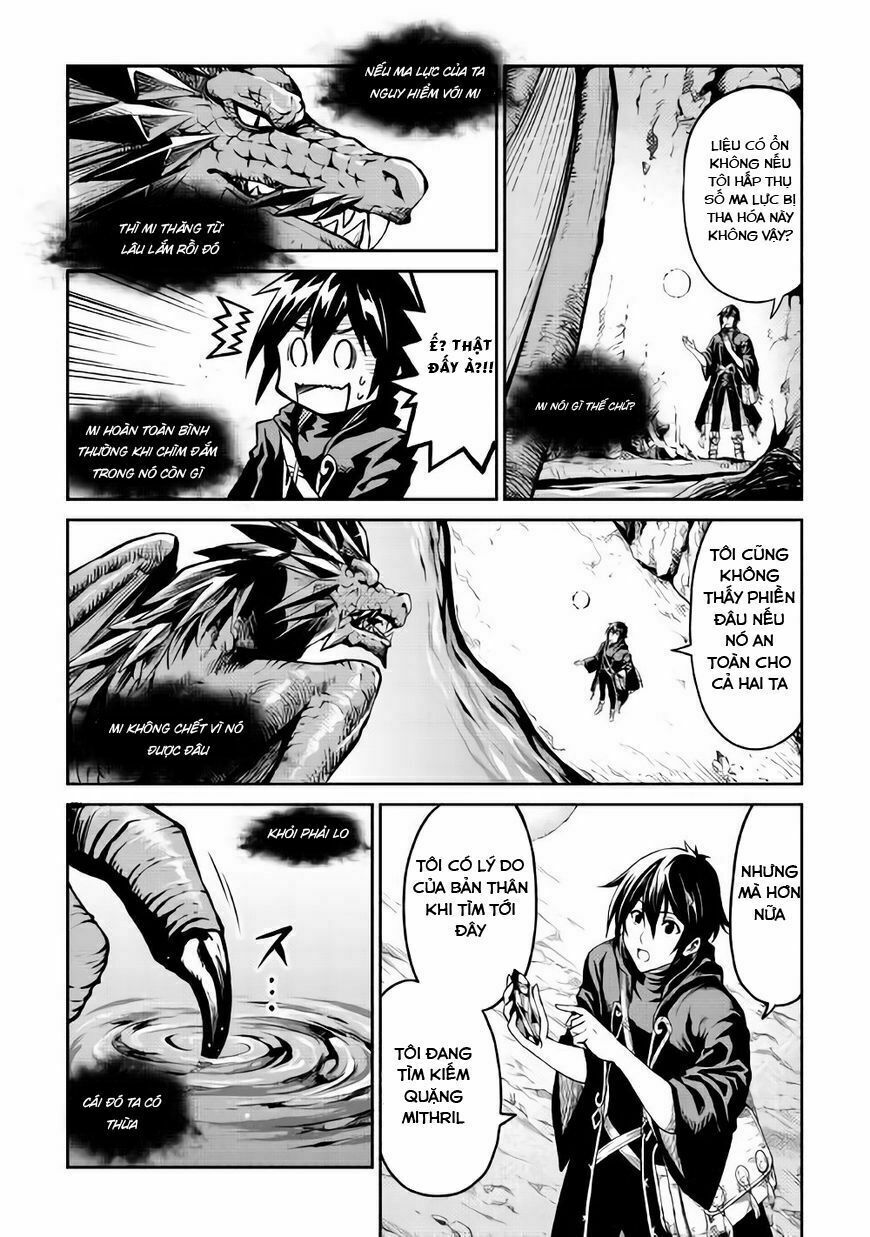 LIỆU CÓ ỔN
KHÔNG NẾU
TÔI HẤP THỤ
SỐ MA LỰC BỊ
THA HÓA NÀY
KHÔNG VẬY?
MI NÓI GÌ THẾ CHỨ?
NẾU MA LỰC CỦA TA
NGUY HIỂM VỚI MI
THÌ MI THĂNG TỪ
LÂU LẮM RỒI ĐÓ
Ế? THẬT
ĐẤY À?!!
MI HOÀN TOÀN BÌNH
THƯỜNG KHI CHÌM ĐẮM
TRONG NÓ CÒN GÌ
TÔI CŨNG
KHÔNG
THẤY PHIỀN
ĐÂU NẾU
NÓ AN
TOÀN CHO
CẢ HAI TA
MI KHÔNG CHẾT VÌ NÓ
ĐƯỢC ĐÂU
NHƯNG
MÀ HƠN
NỮA
TÔI CÓ LÝ DO
CỦA BẢN THÂN
KHI TÌM TỚI
ĐÂY
TÔI ĐANG
TÌM KIẾM
QUẶNG
MITHRIL
KHỎI PHẢI LO
CÁI ĐÓ TA CÓ
THỪA